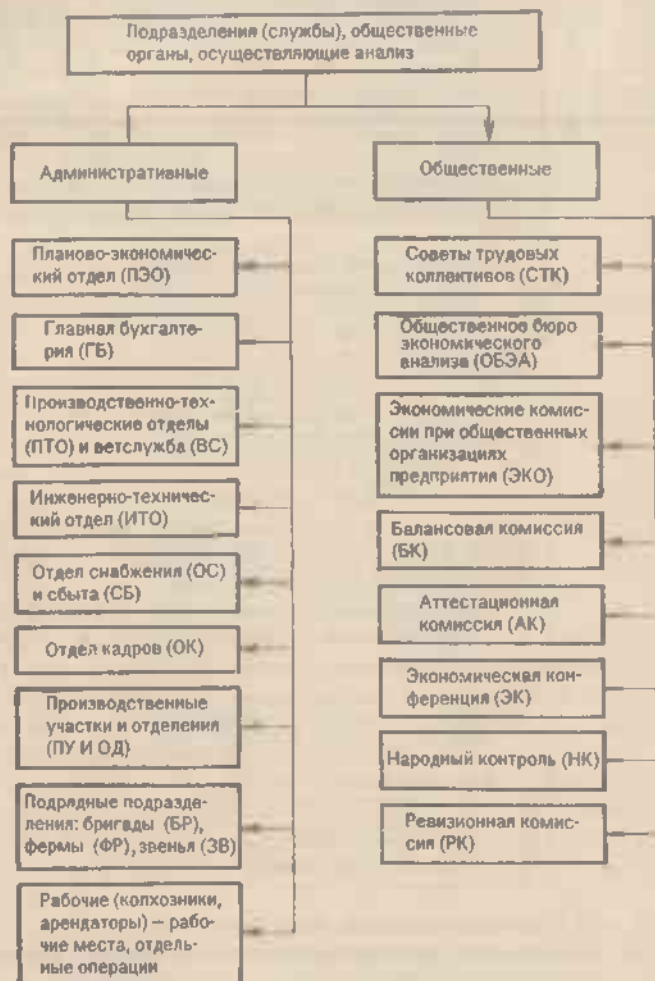 Подразделения (службы), общественные
органы, осуществляющие анализ
Административные
Планово-экономичес-
кий отдел (ПЭО)
Главная бухгалте-
рия (ГБ)
Производственно-тех-
нологические отделы
(ПТО) и ветслужба (ВС)
Инженерно-техничес-
кий отдел (ИТО)
Отдел снабжения (ОС)
и сбыта (СБ)
Отдел кадров (ОК)
Производственные
участки и отделения
(ПУ И ОД)
Подрядные подразде-
ления: бригады (БР),
фермы (ФР), звенья (ЗВ)
Рабочие (колхозники,
арендаторы) — рабо-
чие места, отдель-
ные операции
Общественные
Советы трудовых
коллективов (СТК)
Общественное бюро
экономического
анализа (ОБЭА)
Экономические комис-
сии при общественных
организациях
предприятия (ЭКО)
Балансовая комиссия
(БК)
Аттестационная
комиссия (АК)
Экономическая кон-
ференция (ЭК)
Народный контроль (НК)
Ревизионная комис-
сия (РК)